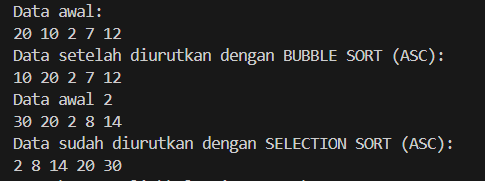 Data awal:
20 10 2 7 12
Data setelah diurutkan dengan BUBBLE SORT (ASC):
10 20 2 7 12
Data awal 2
30 20 2 8 14
Data sudah diurutkan dengan SELECTION SORT (ASC):
2 8 14 20 30